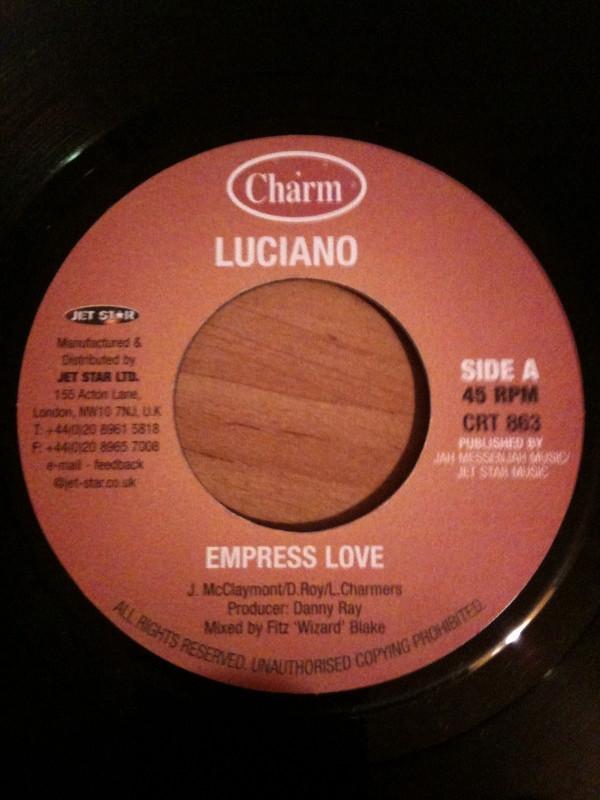 Charm
LUCIANO
JET STAR
Manufactured &
Distributed by
JET STAR LTD.
155 Acton Lane,
London, NW10 7NJ, U.K
T: +44(0)20 8961 5818
F: +44(0)20 8965 7008
e-mail - feedback
@jet-star.co.uk
SIDE A
45 RPM
CRT 863
PUBLISHED BY
JAH MESSENJAH MUSIC/
JET STAR MUSIC
EMPRESS LOVE
J. McClaymont/D.Roy/L.Charmers
Producer: Danny Ray
Mixed by Fitz 'Wizard' Blake
ALL RIGHTS RESERVED. UNAUTHORISED COPYING PROHIBITED.